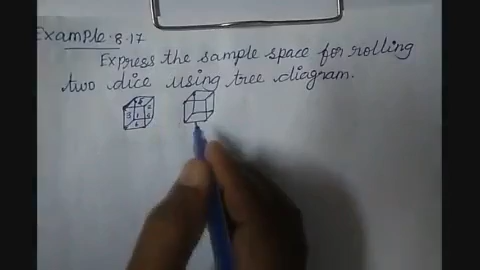 Example 8.17
Express the sample space for rolling
two dice using tree diagram.